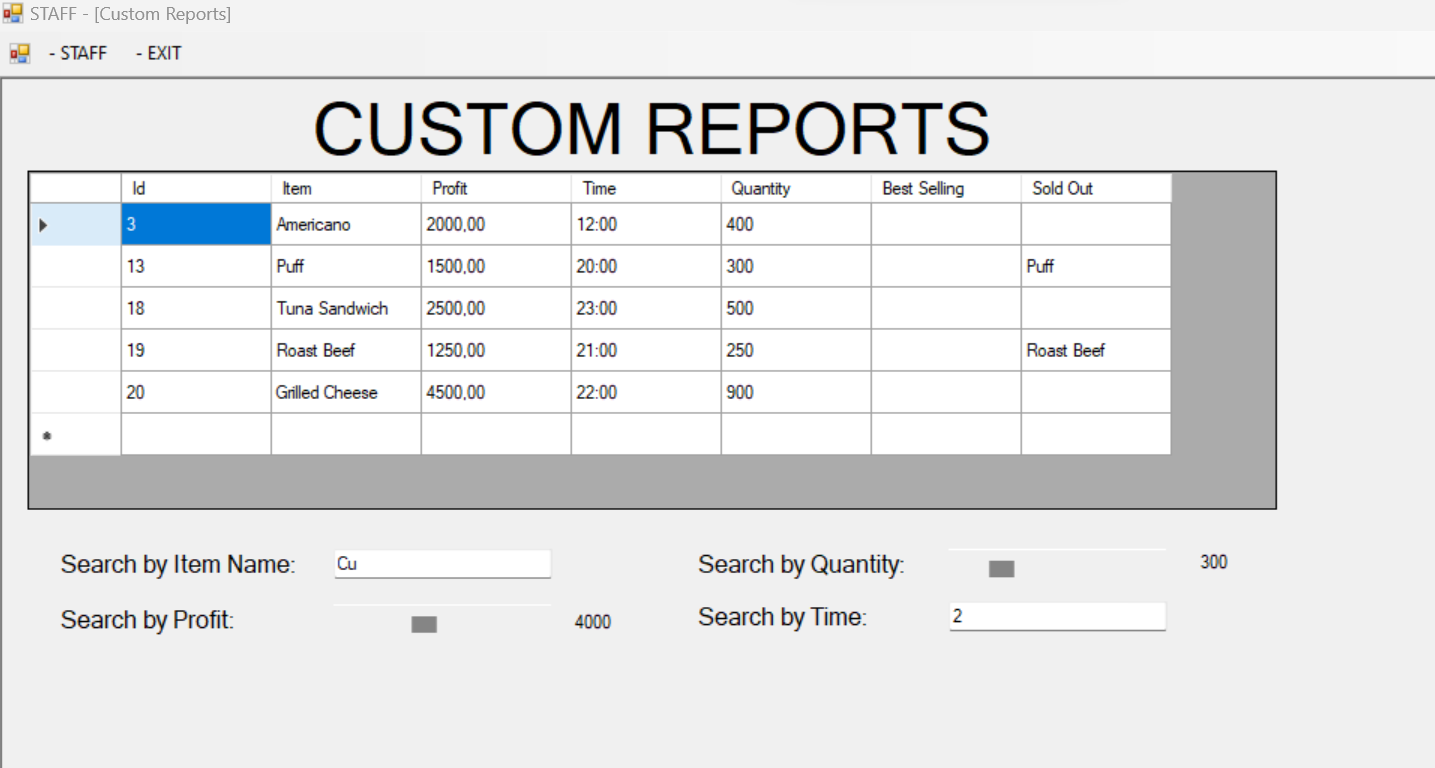 STAFF - [Custom Reports]
- STAFF - EXIT
CUSTOM REPORTS
Id Item Profit Time Quantity Best Selling Sold Out
3 Americano 2000,00 12:00 400
13 Puff 1500,00 20:00 300 Puff
18 Tuna Sandwich 2500,00 23:00 500
19 Roast Beef 1250,00 21:00 250 Roast Beef
20 Grilled Cheese 4500,00 22:00 900
Search by Item Name: Cu Search by Quantity: 300
Search by Profit: 4000 Search by Time: 2